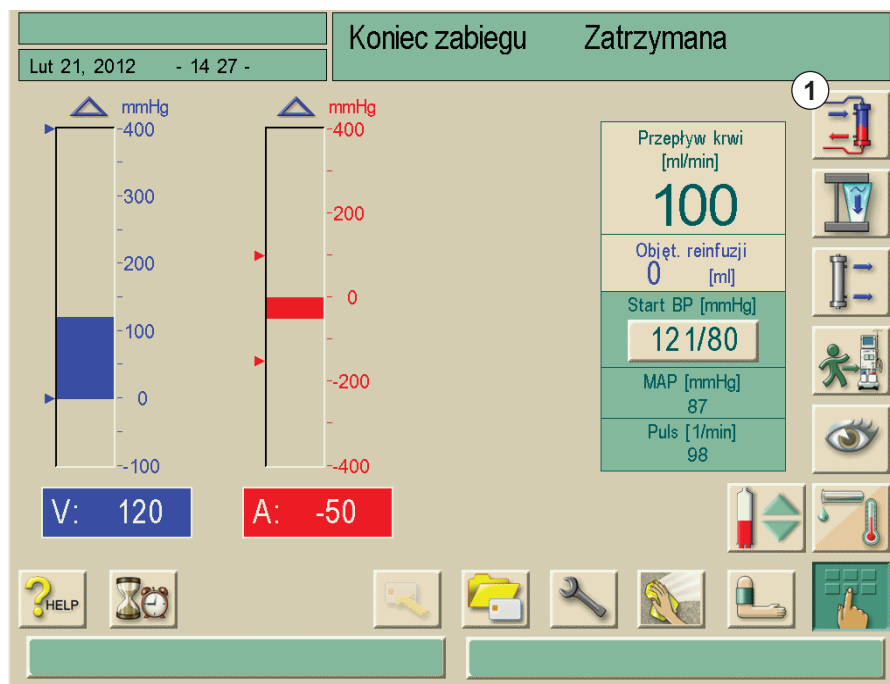 Koniec zabiegu Zatrzymana
Lut 21, 2012 - 14 27 -
mmHg
400
300
200
100
0
-100
mmHg
400
200
0
-200
-400
V: 120
A: -50
1
Przepływ krwi
[ml/min]
100
Objęt. reinfuzji
0 [ml]
Start BP [mmHg]
121/80
MAP [mmHg]
87
Puls [1/min]
98
?HELP